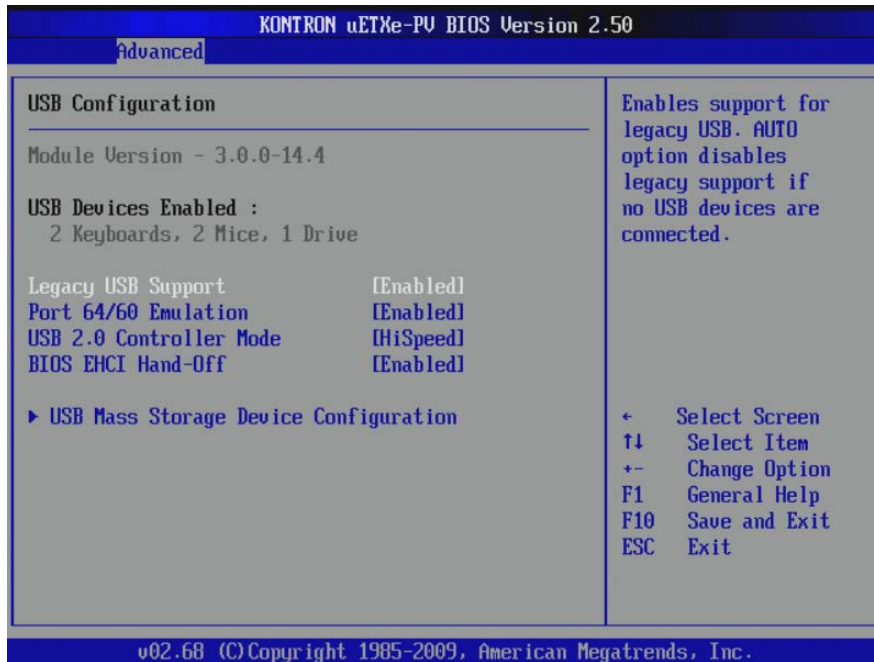 KONTRON uETXe-PV BIOS Version 2.50
Advanced
USB Configuration
Module Version - 3.0.0-14.4
USB Devices Enabled :
2 Keyboards, 2 Mice, 1 Drive
Legacy USB Support [Enabled]
Port 64/60 Emulation [Enabled]
USB 2.0 Controller Mode [HiSpeed]
BIOS EHCI Hand-Off [Enabled]
▶ USB Mass Storage Device Configuration
Enables support for
legacy USB. AUTO
option disables
legacy support if
no USB devices are
connected.
← Select Screen
↑↓ Select Item
+- Change Option
F1 General Help
F10 Save and Exit
ESC Exit
v02.68 (C)Copyright 1985-2009, American Megatrends, Inc.